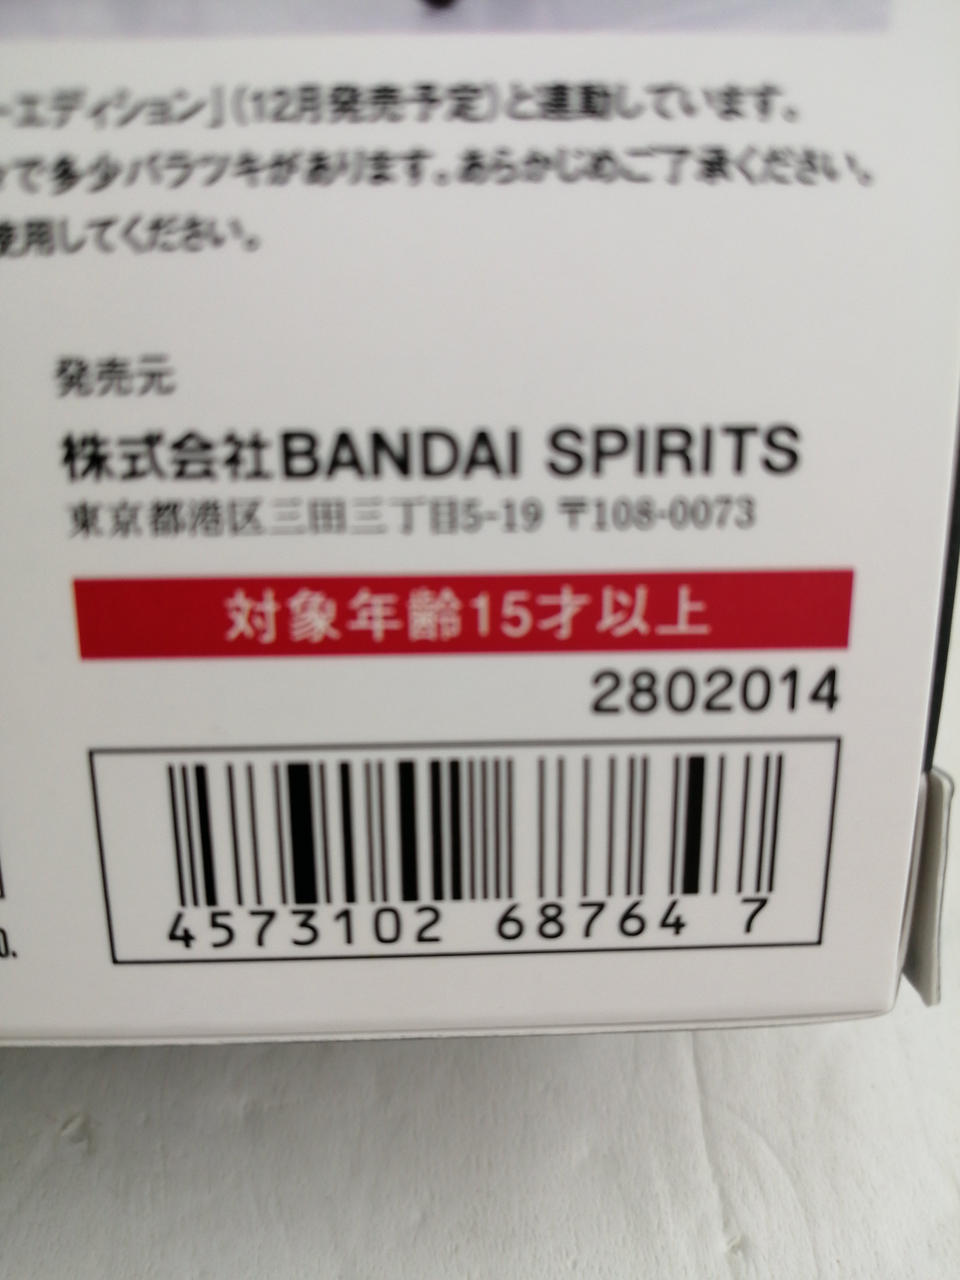 ーエディション」(12月発売予定)と連動しています。
で多少バラツキがあります。あらかじめご了承ください。
使用してください。
発売元
株式会社BANDAI SPIRITS
東京都港区三田三丁目5-19 〒108-0073
対象年齢15才以上
2802014
4573102 68764 7
D.